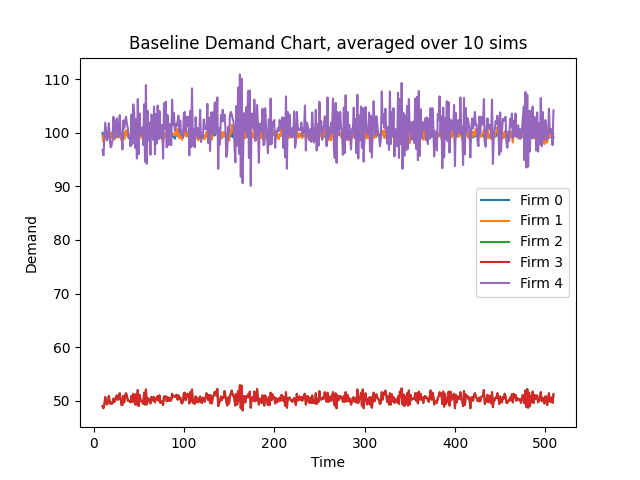 Baseline Demand Chart, averaged over 10 sims
110
100
90
80
70
60
50
Demand
Firm 0
Firm 1
Firm 2
Firm 3
Firm 4
0
100
200
300
400
500
Time